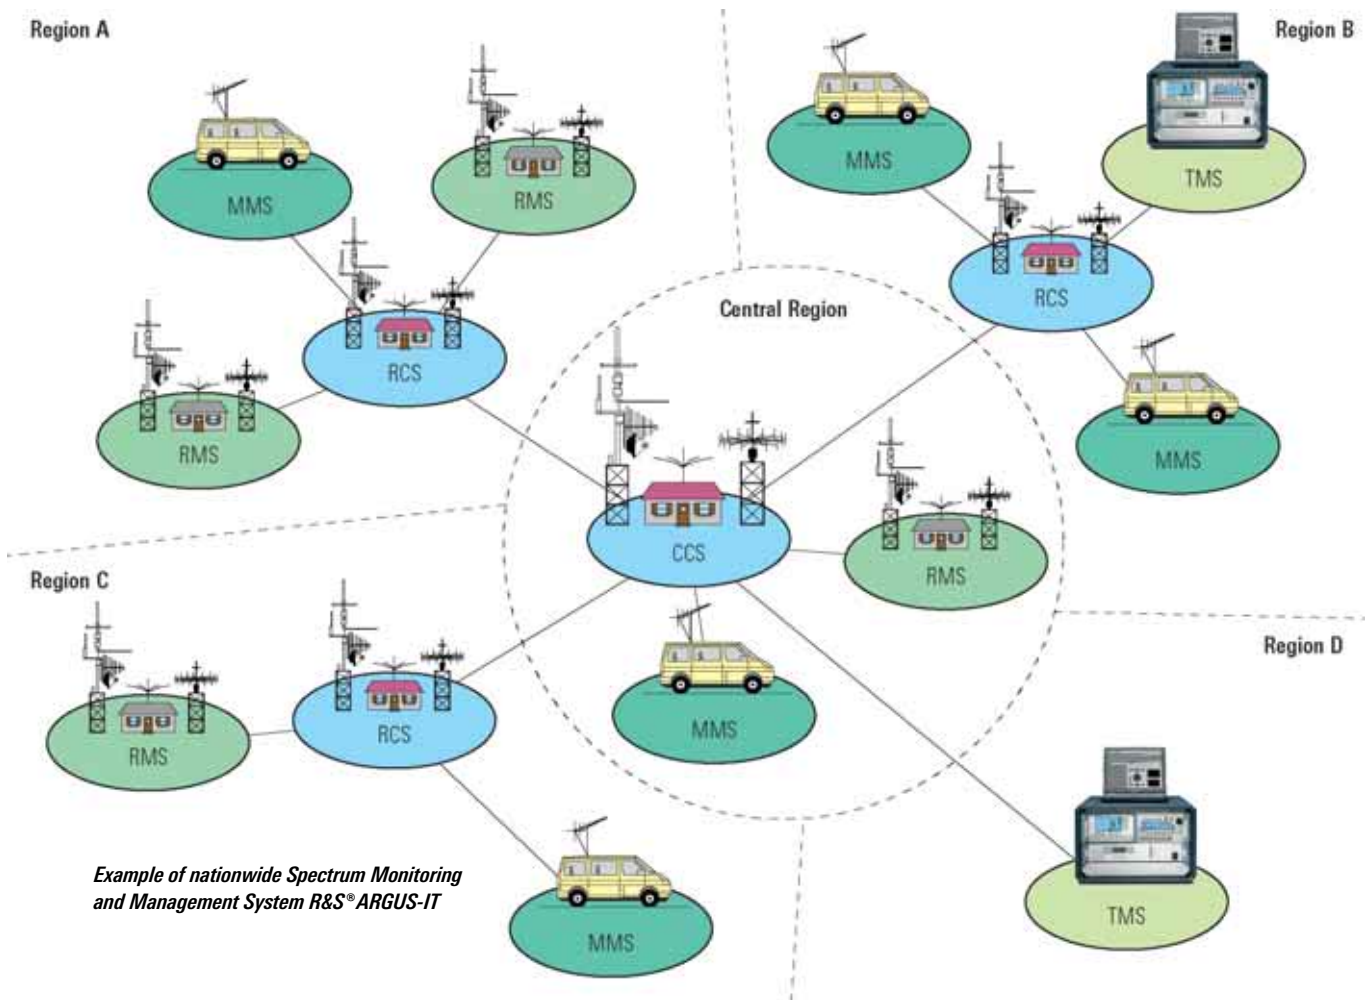 Region A
Region B
MMS
RMS
MMS
TMS
RCS
RCS
Central Region
RMS
MMS
CCS
RMS
Region C
Region D
RMS
RCS
MMS
Example of nationwide Spectrum Monitoring
and Management System R&S® ARGUS-IT
MMS
TMS